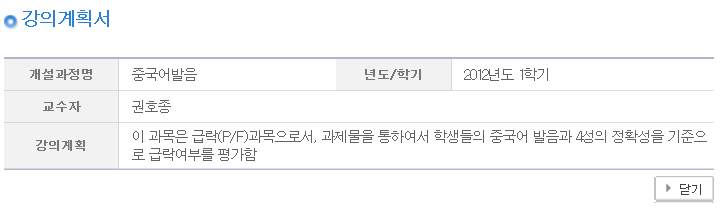 강의계획서
개설과정명 중국어발음 년도/학기 2012년도 1학기
교수자 권호종
강의계획 이 과목은 급락(P/F)과목으로서, 과제물을 통하여서 학생들의 중국어 발음과 4성의 정확성을 기준으
로 급락여부를 평가함
닫기